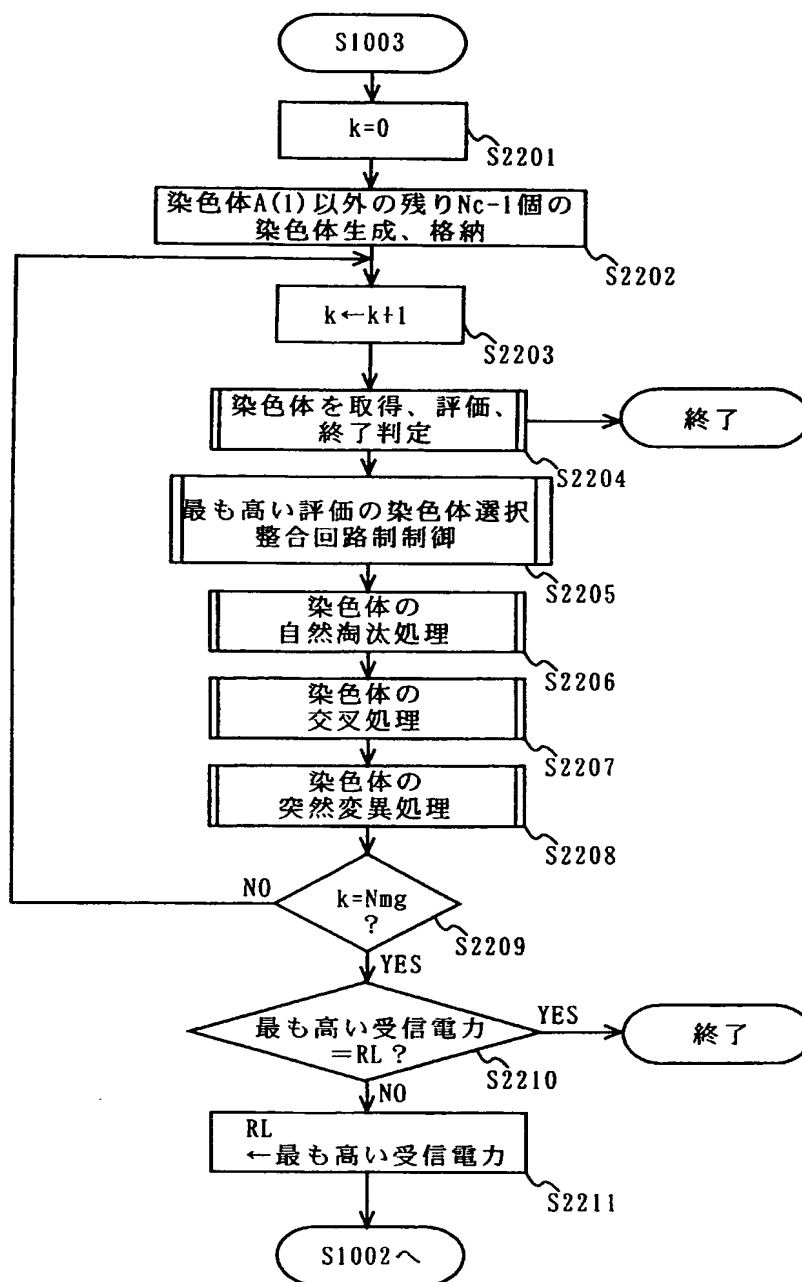 S1003
k=0
S2201
染色体A(1)以外の残りNc-1個の
染色体生成、格納
S2202
k←k+1
S2203
染色体を取得、評価、
終了判定
終了
S2204
最も高い評価の染色体選択
整合回路制制御
S2205
染色体の
自然淘汰処理
S2206
染色体の
交叉処理
S2207
染色体の
突然変異処理
S2208
NO
k=Nmg
?
S2209
YES
最も高い受信電力
=RL?
YES
終了
S2210
NO
RL
←最も高い受信電力
S2211
S1002へ